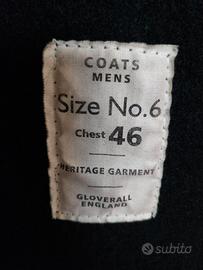 COATS
MENS
Size No.6
Chest 46
HERITAGE GARMENT
GLOVERALL
ENGLAND
subito